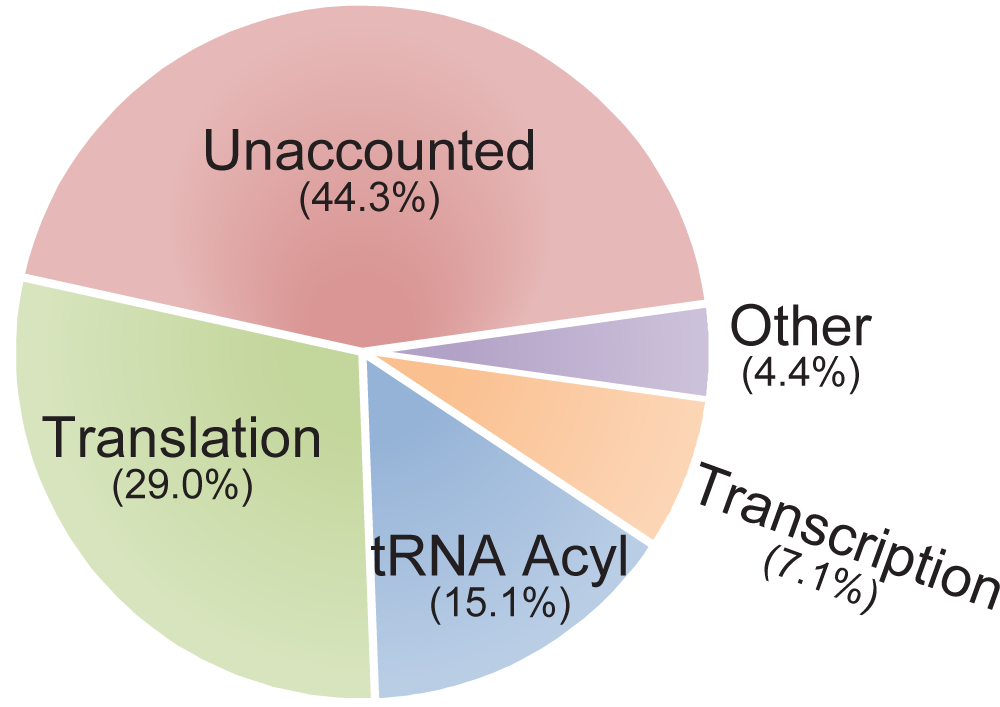 Unaccounted
(44.3%)
Other
(4.4%)
Translation
(29.0%)
tRNA Acyl
(15.1%)
Transcription
(7.1%)